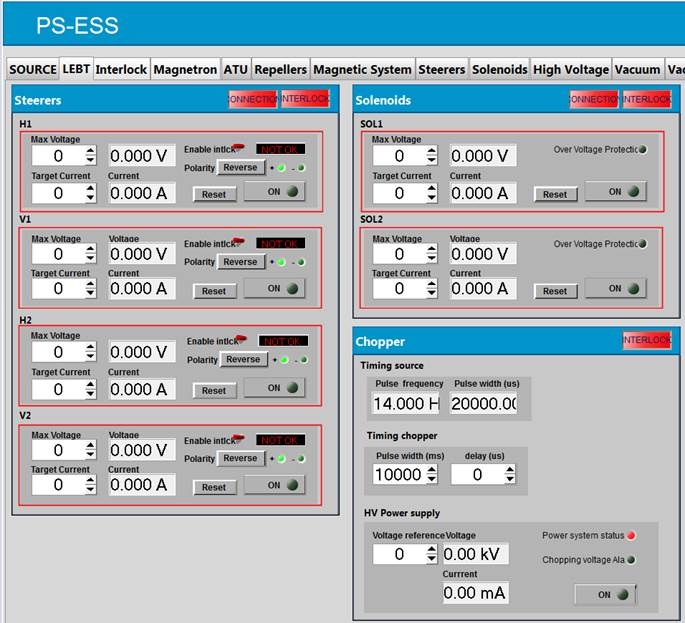 PS-ESS
SOURCE LEBT Interlock Magnetron ATU Repellers Magnetic System Steerers Solenoids High Voltage Vacuum Vac
Steerers
ONNECTIO
INTERLOCK
H1
Max Voltage
0
0.000 V
Enable intlck
NOT OK
Polarity Reverse + -
Target Current
0
Current
0.000 A
Reset
ON
V1
Max Voltage
0
Voltage
0.000 V
Enable intlck
NOT OK
Polarity Reverse + -
Target Current
0
Current
0.000 A
Reset
ON
H2
Max Voltage
0
0.000 V
Enable intlck
NOT OK
Polarity Reverse + -
Target Current
0
Current
0.000 A
Reset
ON
V2
Max Voltage
0
Voltage
0.000 V
Enable intlck
NOT OK
Polarity Reverse + -
Target Current
0
Current
0.000 A
Reset
ON
Solenoids
ONNECTIO
INTERLOCK
SOL1
Max Voltage
0
0.000 V
Over Voltage Protectic
Target Current
0
Current
0.000 A
Reset
ON
SOL2
Max Voltage
0
Voltage
0.000 V
Over Voltage Protectic
Target Current
0
Current
0.000 A
Reset
ON
Chopper
INTERLOCK
Timing source
Pulse frequency
14.000 H
Pulse width (us)
20000.00
Timing chopper
Pulse width (ms)
10000
delay (us)
0
HV Power supply
Voltage reference
0
Voltage
0.00 kV
Power system status
Chopping voltage Ala
Currrent
0.00 mA
ON